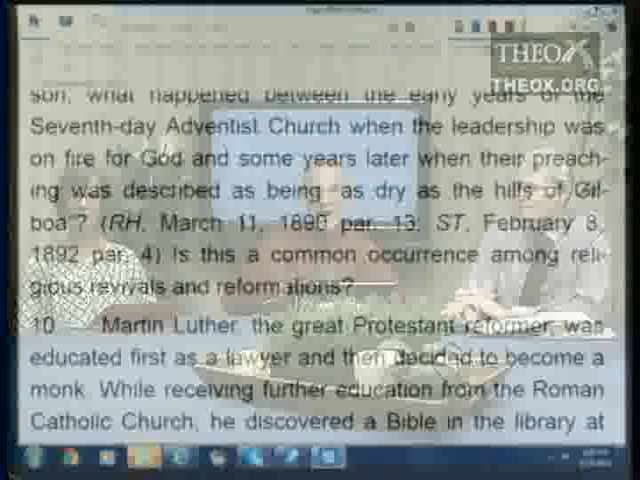 THEOX
THEOX.ORG
son, what happened between the early years of the
Seventh-day Adventist Church when the leadership was
on fire for God and some years later when their preach-
ing was described as being "as dry as the hills of Gil-
boa"? (RH, March 11, 1890 par. 13; ST, February 8,
1892 par. 4) Is this a common occurrence among reli-
gious revivals and reformations?
10 Martin Luther, the great Protestant reformer, was
educated first as a lawyer and then decided to become a
monk. While receiving further education from the Roman
Catholic Church, he discovered a Bible in the library at